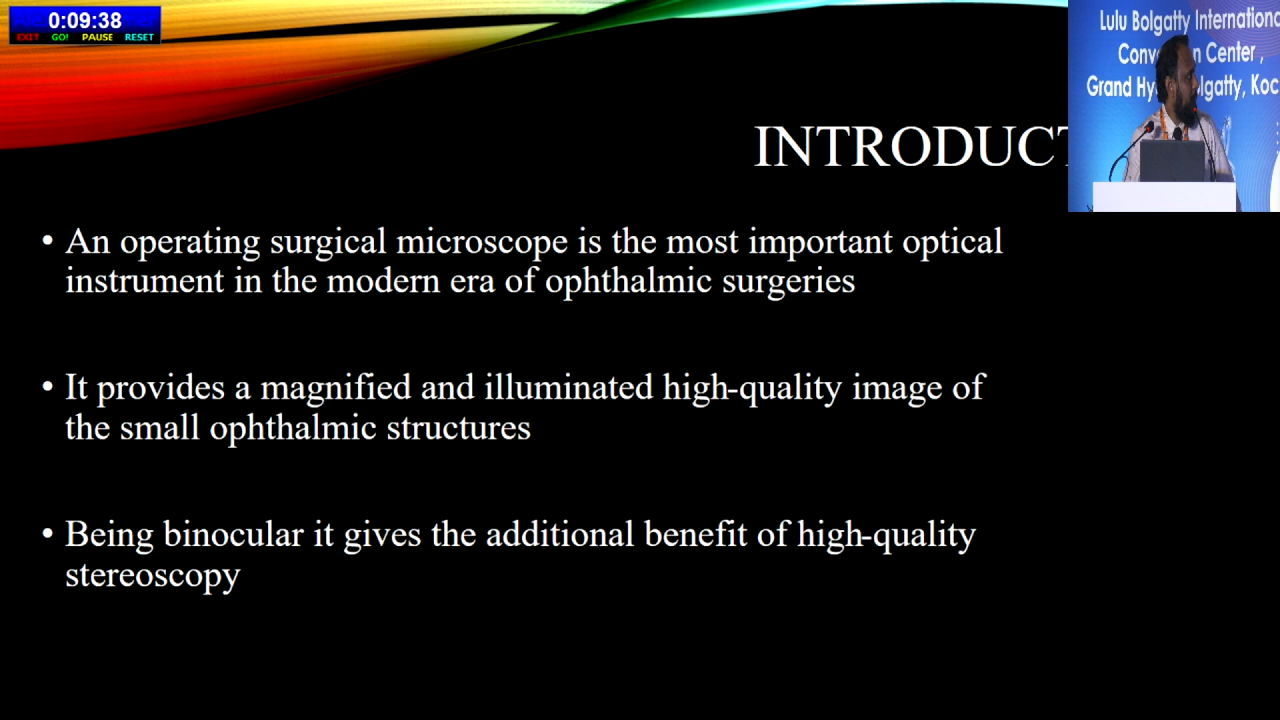 0:09:38
EXIT GO! PAUSE RESET
Lulu Bolgatty Internationa
Center ,
Grand Hy lgatty, Koc
INTRODUCT
• An operating surgical microscope is the most important optical
instrument in the modern era of ophthalmic surgeries
• It provides a magnified and illuminated high-quality image of
the small ophthalmic structures
• Being binocular it gives the additional benefit of high-quality
stereoscopy